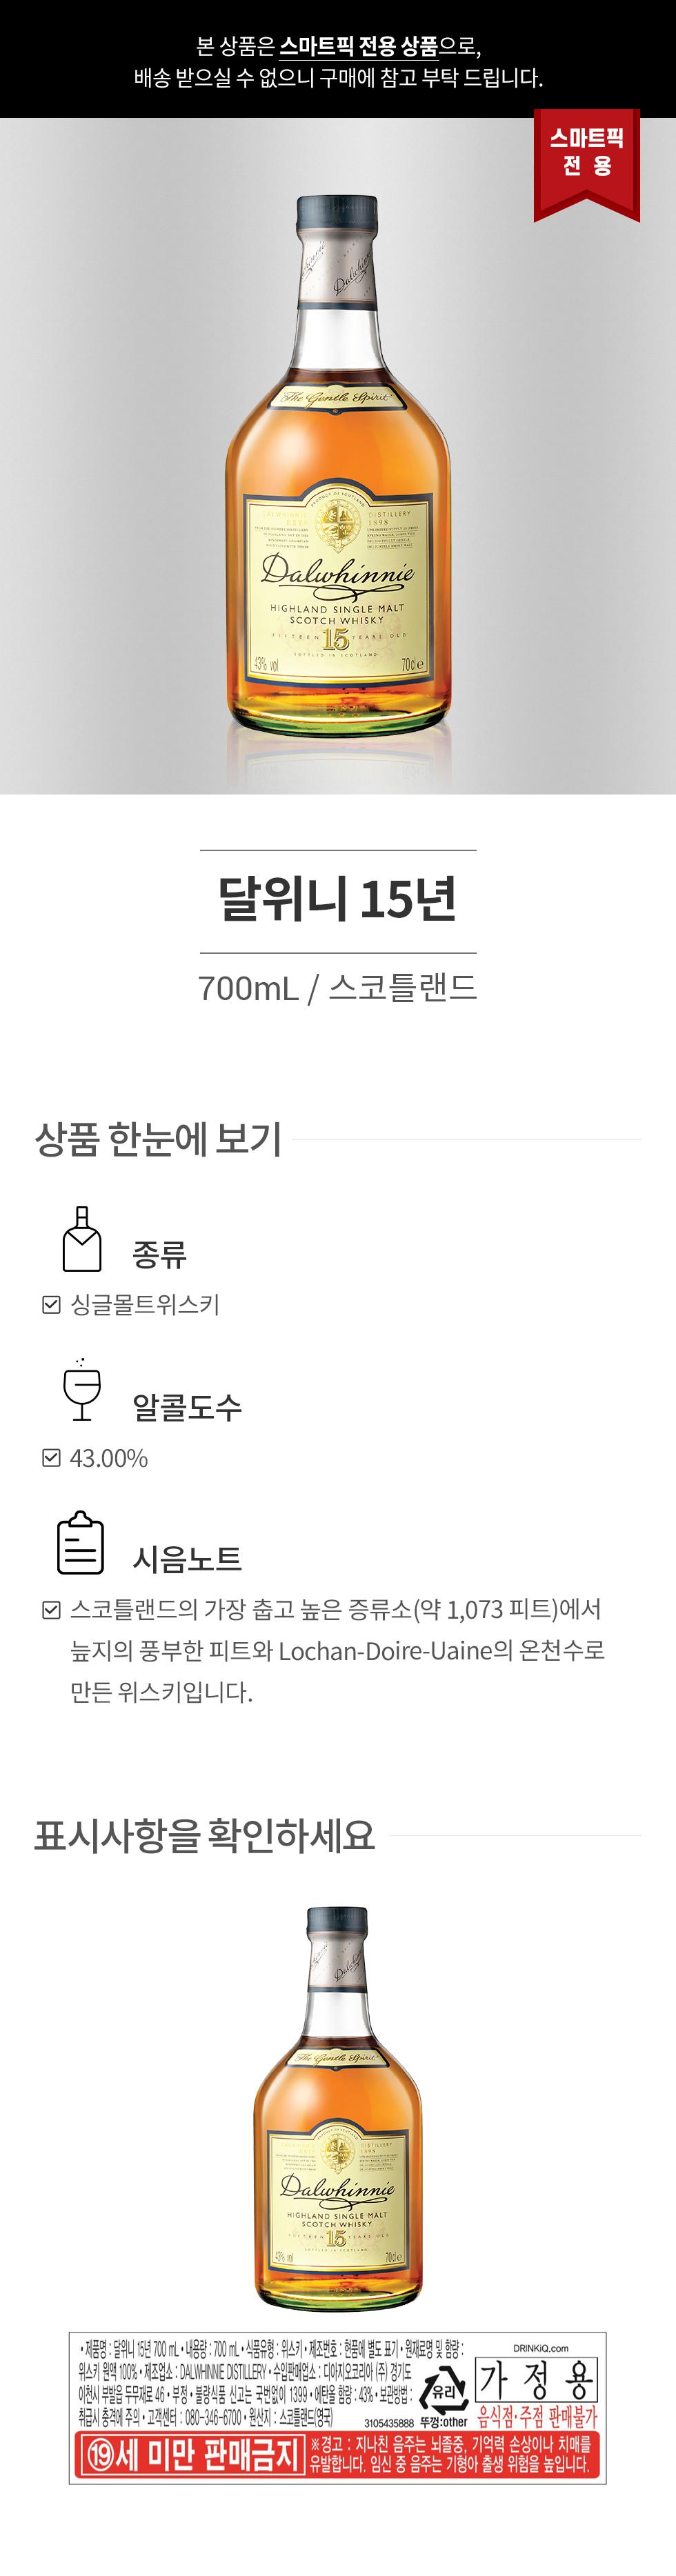 본 상품은 스마트픽 전용 상품으로,
배송 받으실 수 없으니 구매에 참고 부탁 드립니다.
스마트픽
전 용
Dalwhinnie
The Gentle Spirit
PRODUCT OF SCOTLAND
DISTILLERY
1898
Dalwhinnie
HIGHLAND SINGLE MALT
SCOTCH WHISKY
FIFTEEN 15 YEARS OLD
BOTTLED IN SCOTLAND
43% vol
70cl e
달위니 15년
700mL / 스코틀랜드
상품 한눈에 보기
종류
싱글몰트위스키
알콜도수
43.00%
시음노트
스코틀랜드의 가장 춥고 높은 증류소(약 1,073 피트)에서
늪지의 풍부한 피트와 Lochan-Doire-Uaine의 온천수로
만든 위스키입니다.
표시사항을 확인하세요
The Gentle Spirit
DISTILLERY
1898
Dalwhinnie
HIGHLAND SINGLE MALT
SCOTCH WHISKY
15
43% vol
70cl e
• 제품명 : 달위니 15년 700 mL • 내용량 : 700 mL • 식품유형 : 위스키 • 제조번호 : 현품에 별도 표기 • 원재료명 및 함량 :
위스키 원액 100% • 제조업소 : DALWHINNIE DISTILLERY • 수입판매업소 : 디아지오코리아 (주) 경기도
이천시 부발읍 두무재로 46 • 부정 • 불량식품 신고는 국번없이 1399 • 에탄올 함량 : 43% • 보관방법 :
취급시 충격에 주의 • 고객센터 : 080-346-6700 • 원산지 : 스코틀랜드(영국)
3105435888
유리
뚜껑:other
DRINKiQ.com
가 정 용
음식점·주점 판매불가
⑲세 미만 판매금지
※경고 : 지나친 음주는 뇌졸중, 기억력 손상이나 치매를
유발합니다. 임신 중 음주는 기형아 출생 위험을 높입니다.